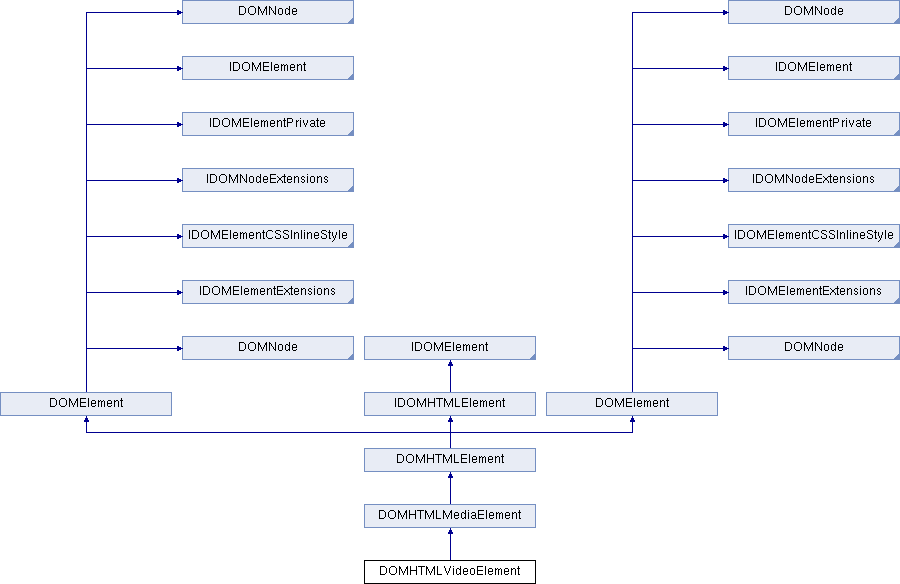 DOMNode
DOMNode
IDOMElement
IDOMElement
IDOMElementPrivate
IDOMElementPrivate
IDOMNodeExtensions
IDOMNodeExtensions
IDOMElementCSSInlineStyle
IDOMElementCSSInlineStyle
IDOMElementExtensions
IDOMElementExtensions
DOMNode
IDOMElement
DOMNode
DOMElement
IDOMHTMLElement
DOMElement
DOMHTMLElement
DOMHTMLMediaElement
DOMHTMLVideoElement